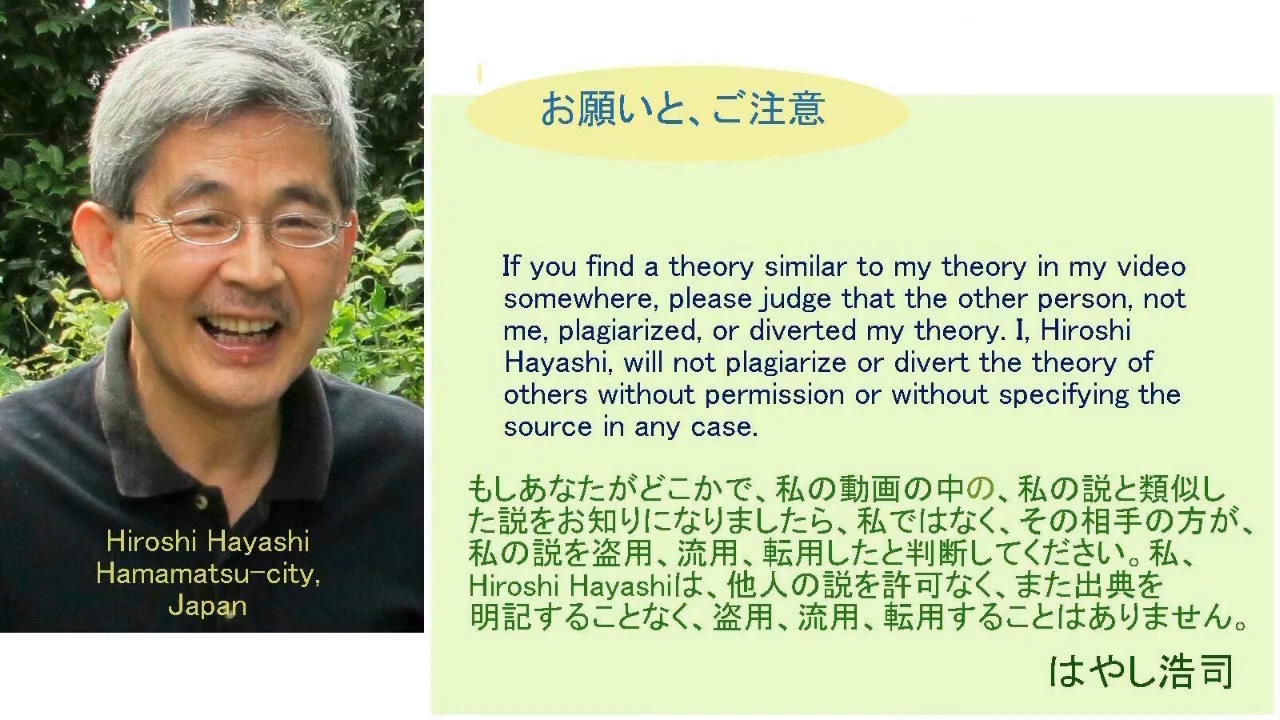 Hiroshi Hayashi
Hamamatsu-city,
Japan
お願いと、ご注意
If you find a theory similar to my theory in my video
somewhere, please judge that the other person, not
me, plagiarized, or diverted my theory. I, Hiroshi
Hayashi, will not plagiarize or divert the theory of
others without permission or without specifying the
source in any case.
もしあなたがどこかで、私の動画の中の、私の説と類似し
た説をお知りになりましたら、私ではなく、その相手の方が、
私の説を盗用、流用、転用したと判断してください。私、
Hiroshi Hayashiは、他人の説を許可なく、また出典を
明記することなく、盗用、流用、転用することはありません。
はやし浩司